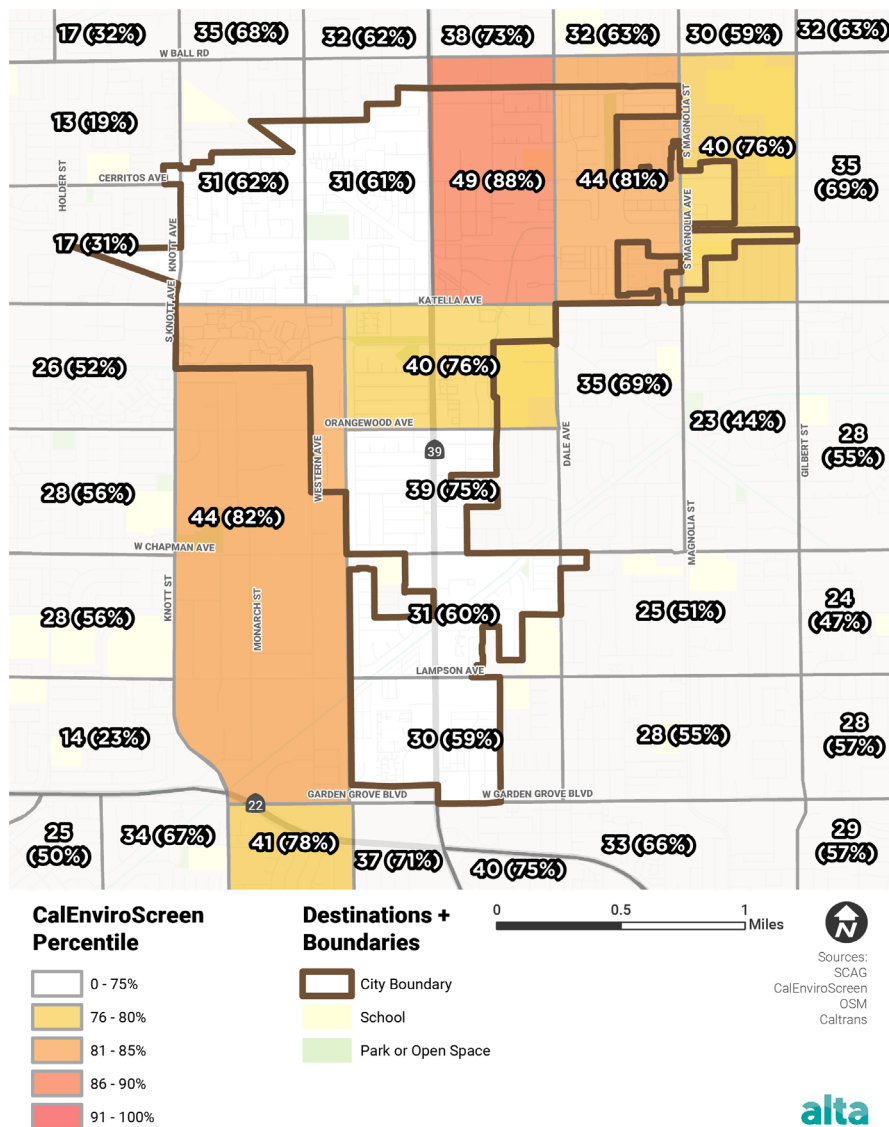 17 (32%)
35 (68%)
32 (62%)
38 (73%)
32 (63%)
30 (59%)
32 (63%)
W BALL RD
13 (19%)
S MAGNOLIA ST
40 (76%)
35
(69%)
HOLDER ST
CERRITOS AVE
31 (62%)
31 (61%)
49 (88%)
44 (81%)
17 (31%)
KNOTT AVE
S MAGNOLIA AVE
S KNOTT AVE
KATELLA AVE
26 (52%)
40 (76%)
35 (69%)
ORANGEWOOD AVE
23 (44%)
WESTERN AVE
39
DALE AVE
GILBERT ST
28
(55%)
28 (56%)
39 (75%)
44 (82%)
W CHAPMAN AVE
MAGNOLIA ST
KNOTT ST
MONARCH ST
28 (56%)
31 (60%)
25 (51%)
24
(47%)
LAMPSON AVE
14 (23%)
30 (59%)
28 (55%)
28
(57%)
GARDEN GROVE BLVD
W GARDEN GROVE BLVD
22
25
(50%)
34 (67%)
41 (78%)
37 (71%)
40 (75%)
33 (66%)
29
(57%)
CalEnviroScreen
Percentile
0 - 75%
76 - 80%
81 - 85%
86 - 90%
91 - 100%
Destinations +
Boundaries
City Boundary
School
Park or Open Space
0 0.5 1 Miles
N
Sources:
SCAG
CalEnviroScreen
OSM
Caltrans
alta